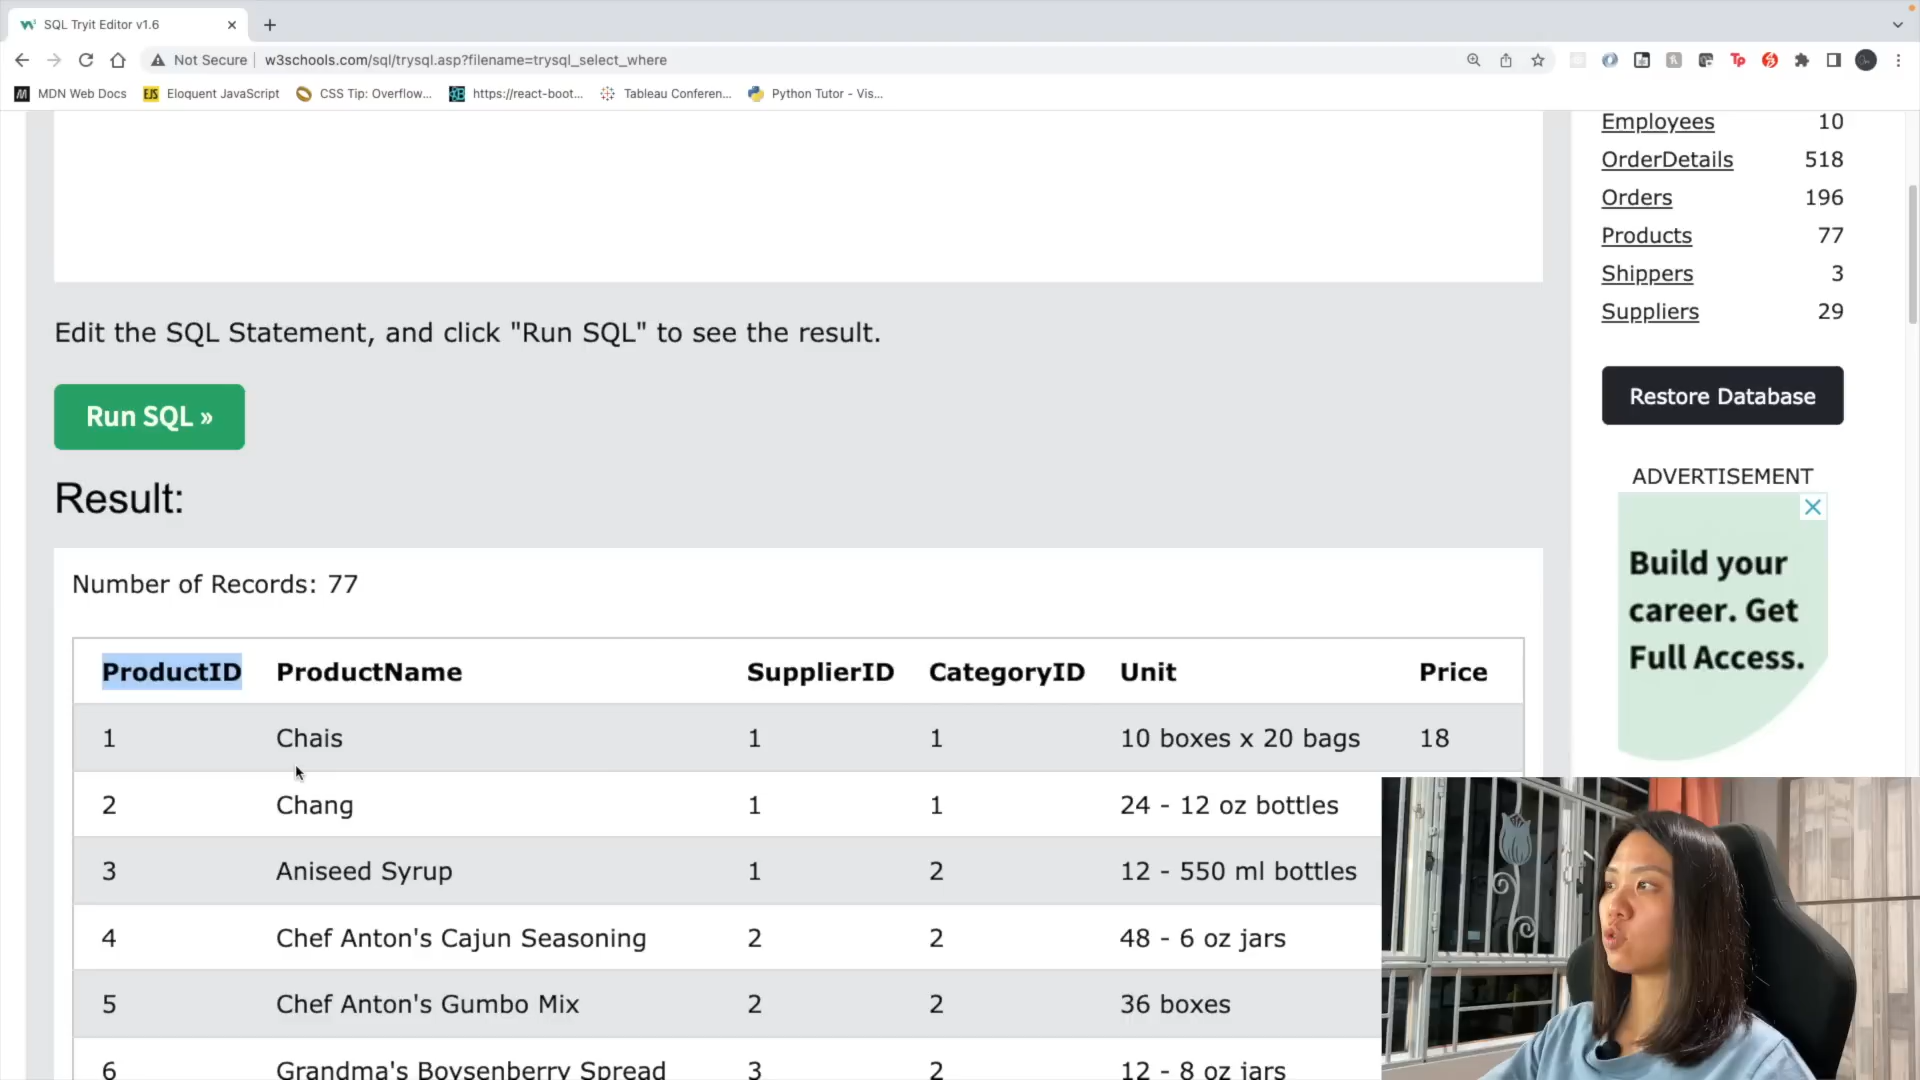 SQL Tryit Editor v1.6
Not Secure
w3schools.com/sql/trysql.asp?filename=trysql_select_where
MDN Web Docs
EJS Eloquent JavaScript
CSS Tip: Overflow...
https://react-boot...
Tableau Conferen...
Python Tutor - Vis...
Employees 10
OrderDetails 518
Orders 196
Products 77
Shippers 3
Suppliers 29
Edit the SQL Statement, and click "Run SQL" to see the result.
Run SQL »
Restore Database
Result:
ADVERTISEMENT
Build your
career. Get
Full Access.
Number of Records: 77
ProductID ProductName SupplierID CategoryID Unit Price
1 Chais 1 1 10 boxes x 20 bags 18
2 Chang 1 1 24 - 12 oz bottles
3 Aniseed Syrup 1 2 12 - 550 ml bottles
4 Chef Anton's Cajun Seasoning 2 2 48 - 6 oz jars
5 Chef Anton's Gumbo Mix 2 2 36 boxes
6 Grandma's Boysenberry Spread 3 2 12 - 8 oz jars